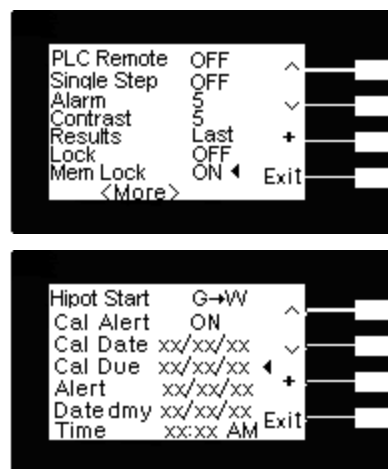 PLC Remote OFF
Single Step OFF
Alarm 5
Contrast 5
Results Last
Lock OFF
Mem Lock ON
<More>
+
Exit
Hipot Start G→W
Cal Alert ON
Cal Date xx/xx/xx
Cal Due xx/xx/xx
Alert xx/xx/xx
Date dmy xx/xx/xx
Time xx:xx AM
+
Exit